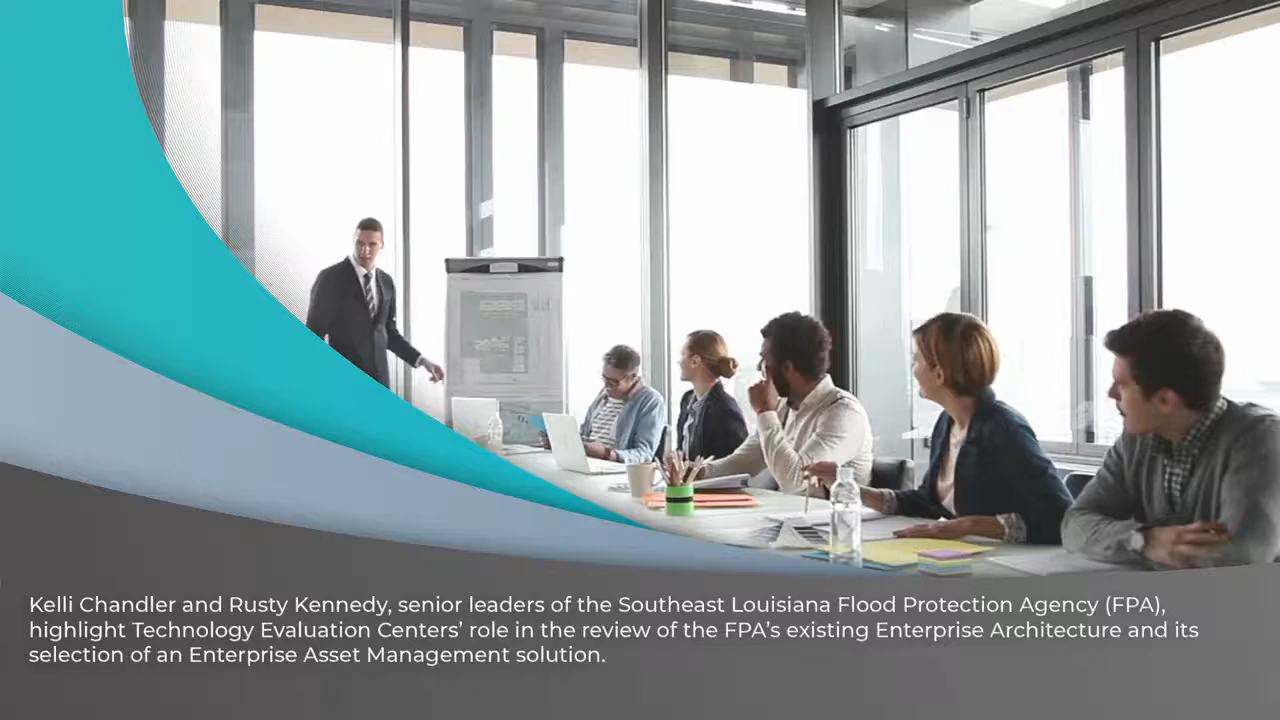 Kelli Chandler and Rusty Kennedy, senior leaders of the Southeast Louisiana Flood Protection Agency (FPA),
highlight Technology Evaluation Centers’ role in the review of the FPA’s existing Enterprise Architecture and its
selection of an Enterprise Asset Management solution.